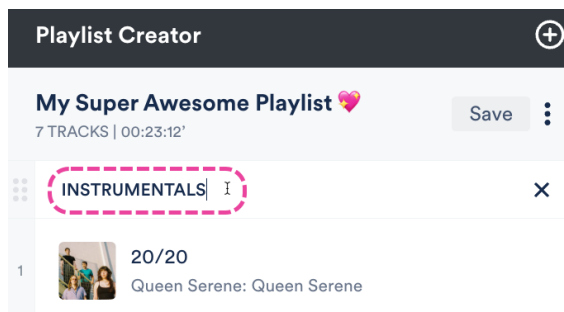 Playlist Creator
My Super Awesome Playlist 💖
Save
7 TRACKS | 00:23:12’
INSTRUMENTALS
1
20/20
Queen Serene: Queen Serene